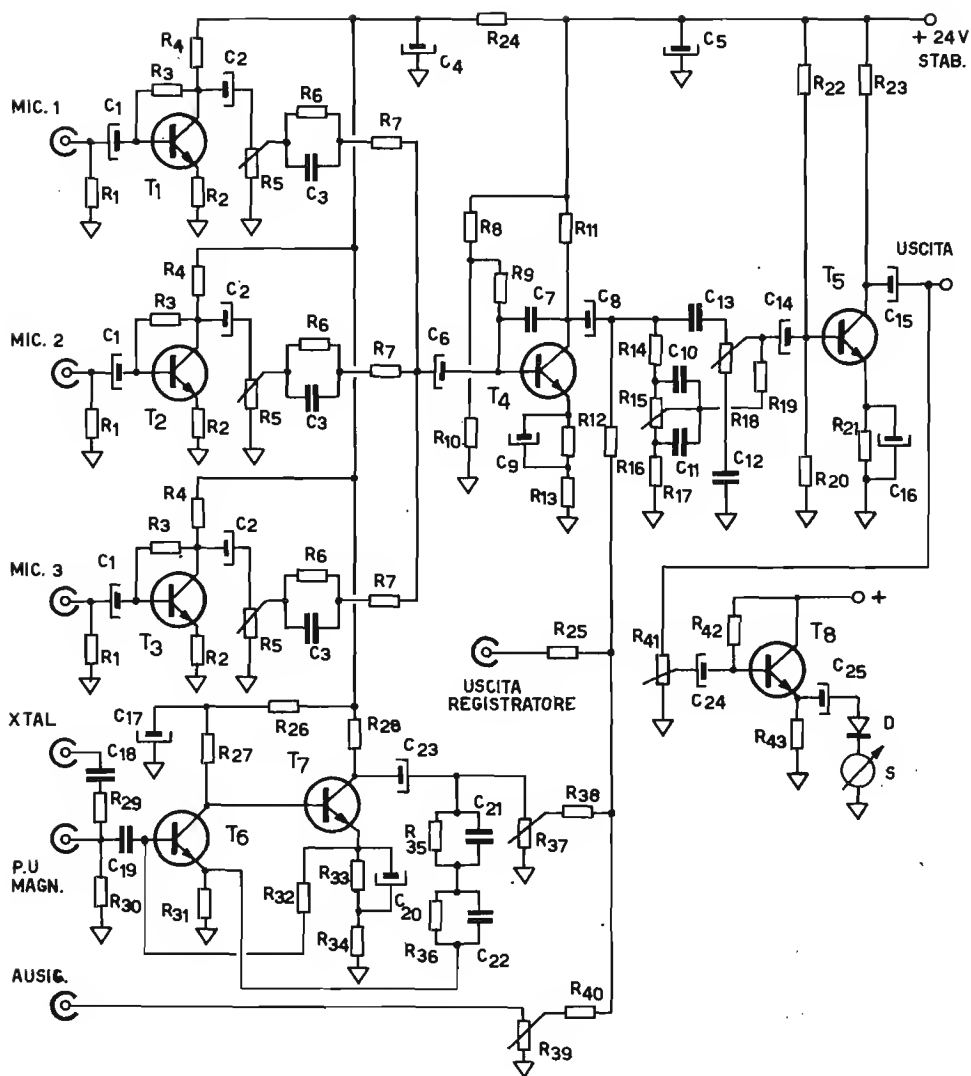 R24
C4
C5
+ 24V
STAB.
R4
R3
C2
MIC. 1
C1
R6
R7
R1
T1
R2
R5
C3
R22
R23
R8
R11
R9
C7
C8
C13
C14
T5
USCITA
C15
R4
R3
C2
MIC. 2
C1
R6
R7
C6
R1
T2
R2
R5
C3
T4
R14
C10
R15
R19
R18
R10
C9
R12
R13
R16
C11
R17
C12
R20
R21
C16
R4
R3
C2
MIC. 3
C1
R6
R7
R1
T3
R2
R5
C3
R25
USCITA
REGISTRATORE
R41
R42
T8
+
C24
C25
R43
D
S
XTAL
C17
R26
R27
R28
C18
T7
C23
R29
T6
C21
R38
R35
R37
P.U
MAGN.
C19
R30
R31
R32
R33
C20
R34
R36
C22
AUSIG.
R40
R39